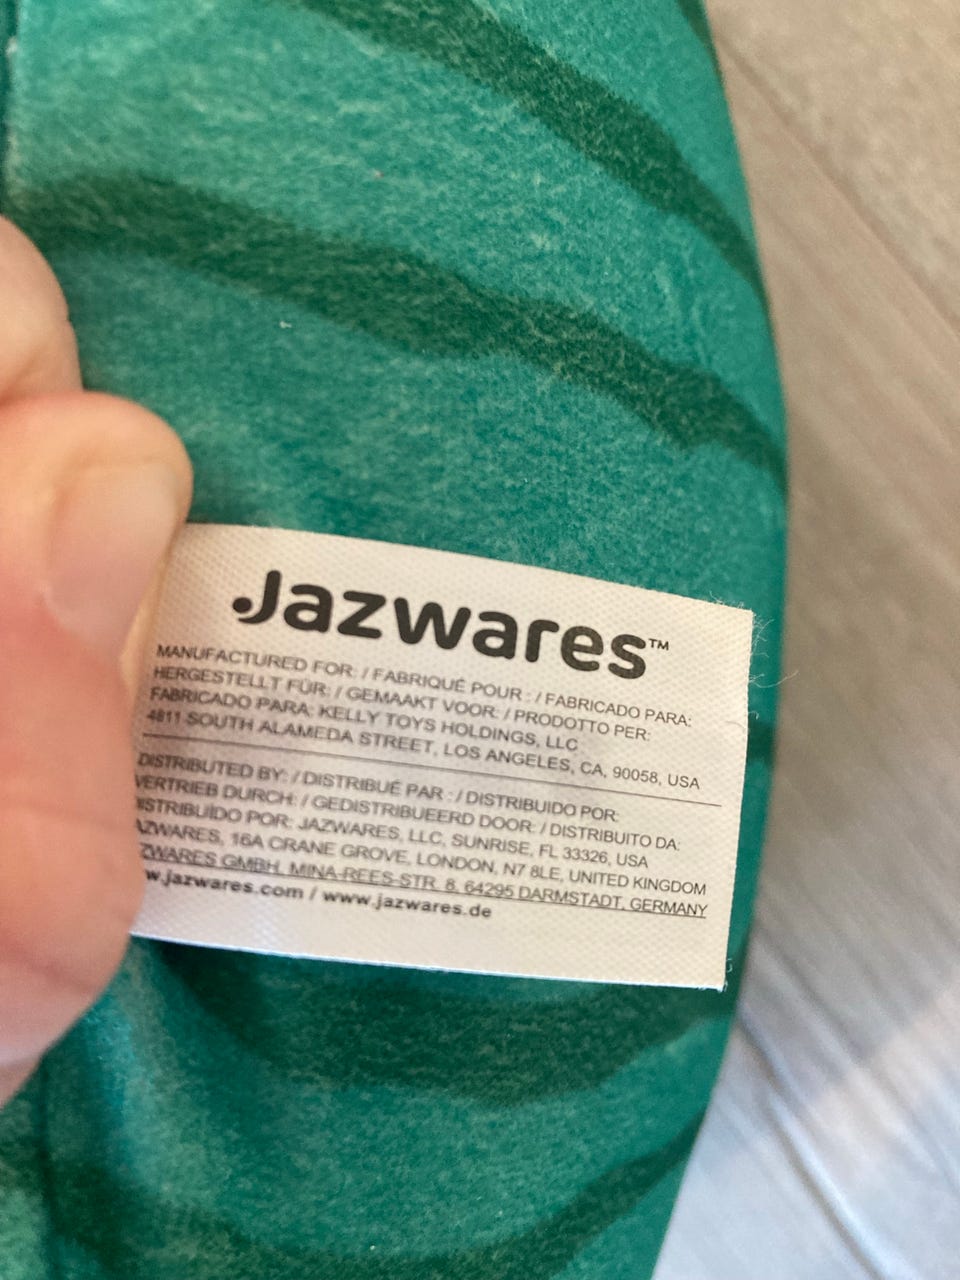 Jazwares™
MANUFACTURED FOR: / FABRIQUÉ POUR : / FABRICADO PARA:
HERGESTELLT FÜR: / GEMAAKT VOOR: / PRODOTTO PER:
FABRICADO PARA: KELLY TOYS HOLDINGS, LLC
4811 SOUTH ALAMEDA STREET, LOS ANGELES, CA, 90058, USA
DISTRIBUTED BY: / DISTRIBUÉ PAR : / DISTRIBUIDO POR:
VERTRIEB DURCH: / GEDISTRIBUEERD DOOR: / DISTRIBUITO DA:
ISTRIBUÍDO POR: JAZWARES, LLC, SUNRISE, FL 33326, USA
AZWARES, 16A CRANE GROVE, LONDON, N7 8LE, UNITED KINGDOM
ZWARES GMBH, MINA-REES-STR. 8, 64295 DARMSTADT, GERMANY
w.jazwares.com / www.jazwares.de